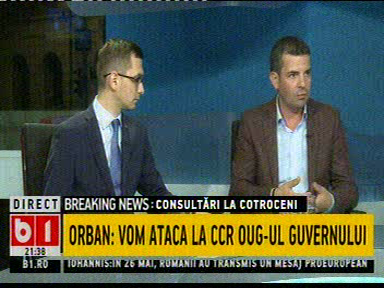 DIRECT
BREAKING NEWS: CONSULTĂRI LA COTROCENI
b1
21:38
ORBAN: VOM ATACA LA CCR OUG-UL GUVERNULUI
B1.RO
IOHANNIS: ÎN 26 MAI, ROMÂNII AU TRANSMIS UN MESAJ PROEUROPEAN